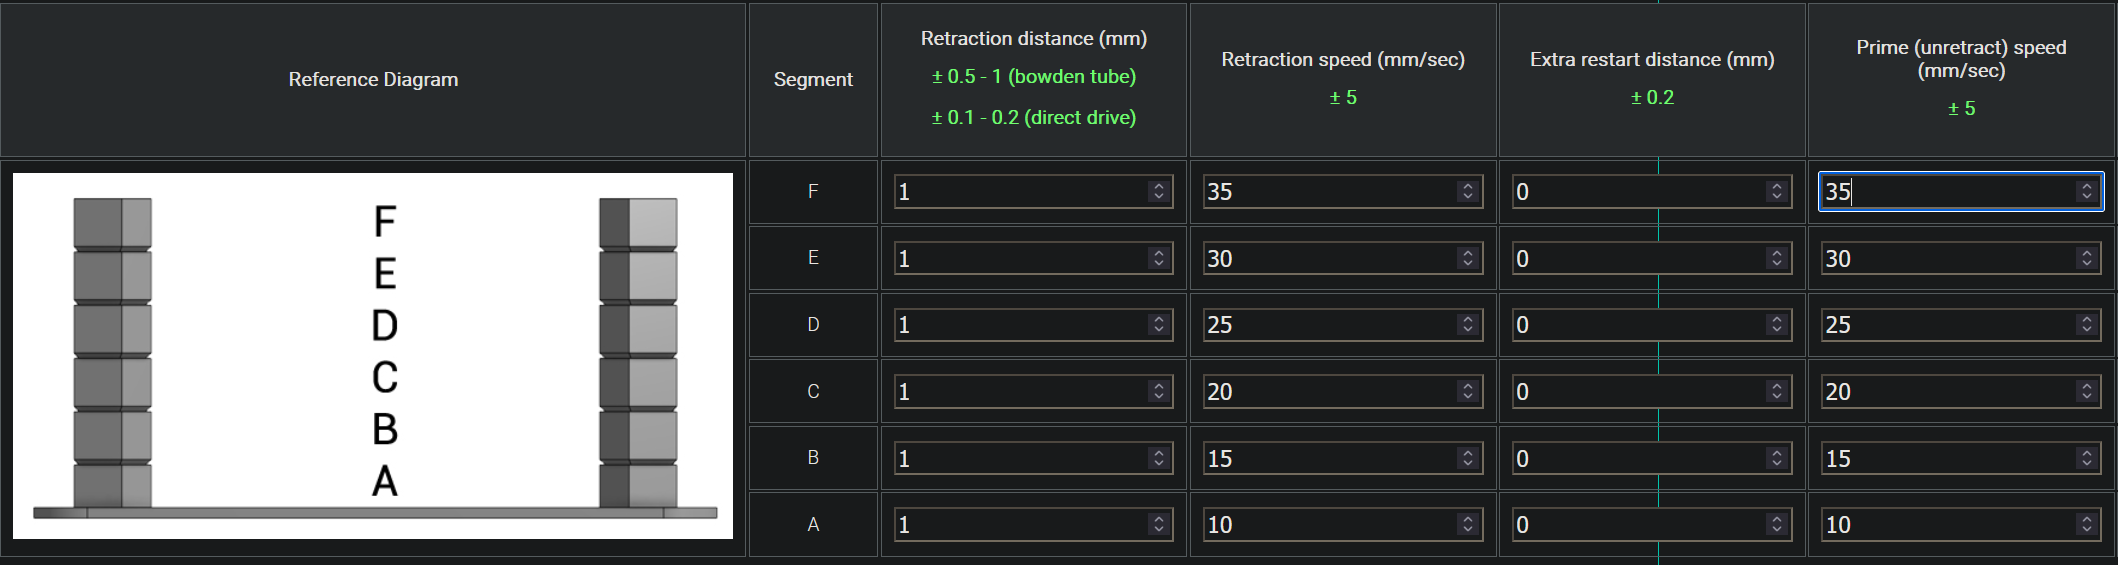 Reference Diagram
Segment
Retraction distance (mm)
± 0.5 - 1 (bowden tube)
± 0.1 - 0.2 (direct drive)
Retraction speed (mm/sec)
± 5
Extra restart distance (mm)
± 0.2
Prime (unretract) speed
(mm/sec)
± 5
F
E
D
C
B
A
F 1 35 0 35
E 1 30 0 30
D 1 25 0 25
C 1 20 0 20
B 1 15 0 15
A 1 10 0 10